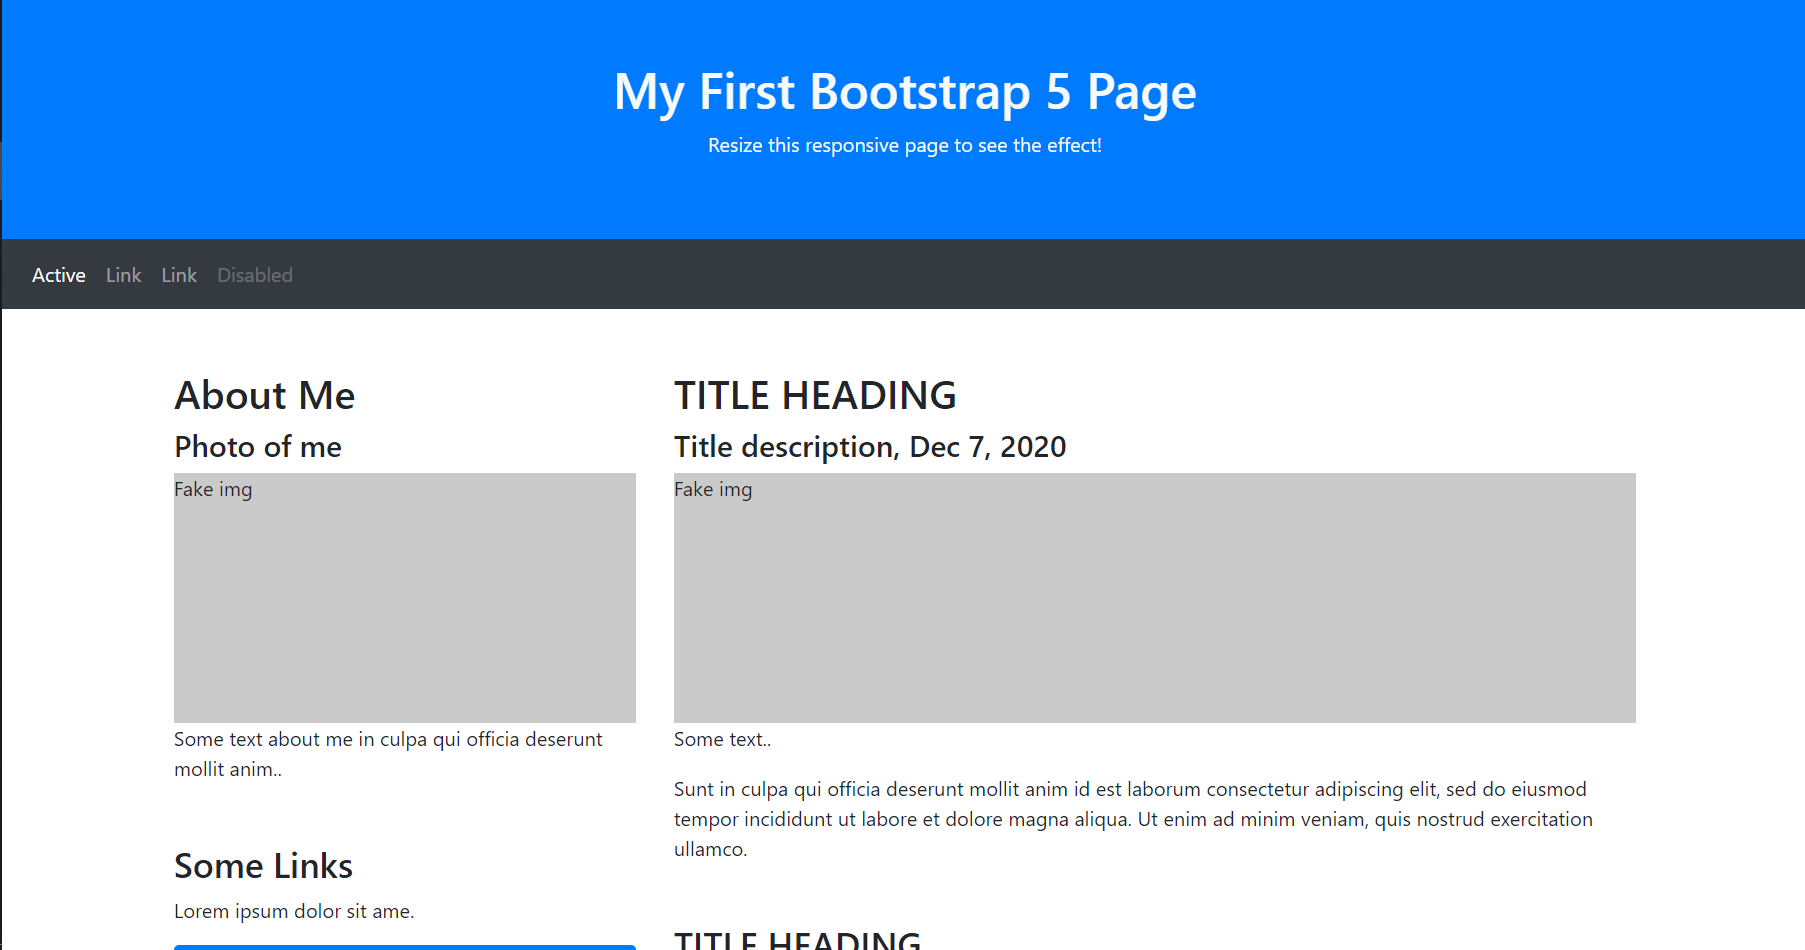 My First Bootstrap 5 Page
Resize this responsive page to see the effect!
Active Link Link Disabled
About Me
Photo of me
Fake img
Some text about me in culpa qui officia deserunt
mollit anim..
Some Links
Lorem ipsum dolor sit ame.
TITLE HEADING
Title description, Dec 7, 2020
Fake img
Some text..
Sunt in culpa qui officia deserunt mollit anim id est laborum consectetur adipiscing elit, sed do eiusmod
tempor incididunt ut labore et dolore magna aliqua. Ut enim ad minim veniam, quis nostrud exercitation
ullamco.
TITLE HEADING